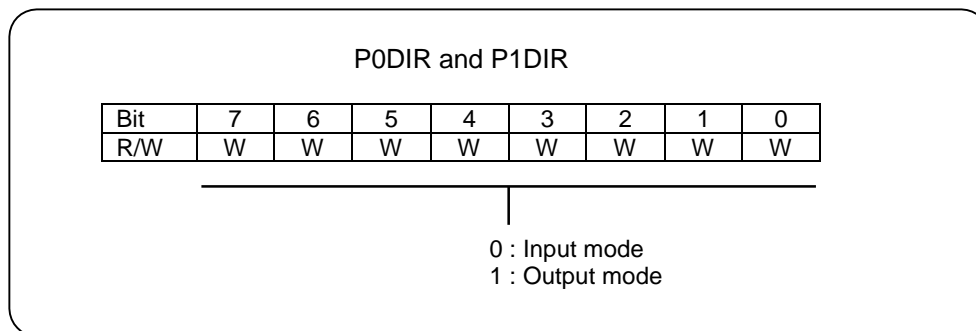 P0DIR and P1DIR
Bit 7 6 5 4 3 2 1 0
R/W W W W W W W W W
0 : Input mode
1 : Output mode